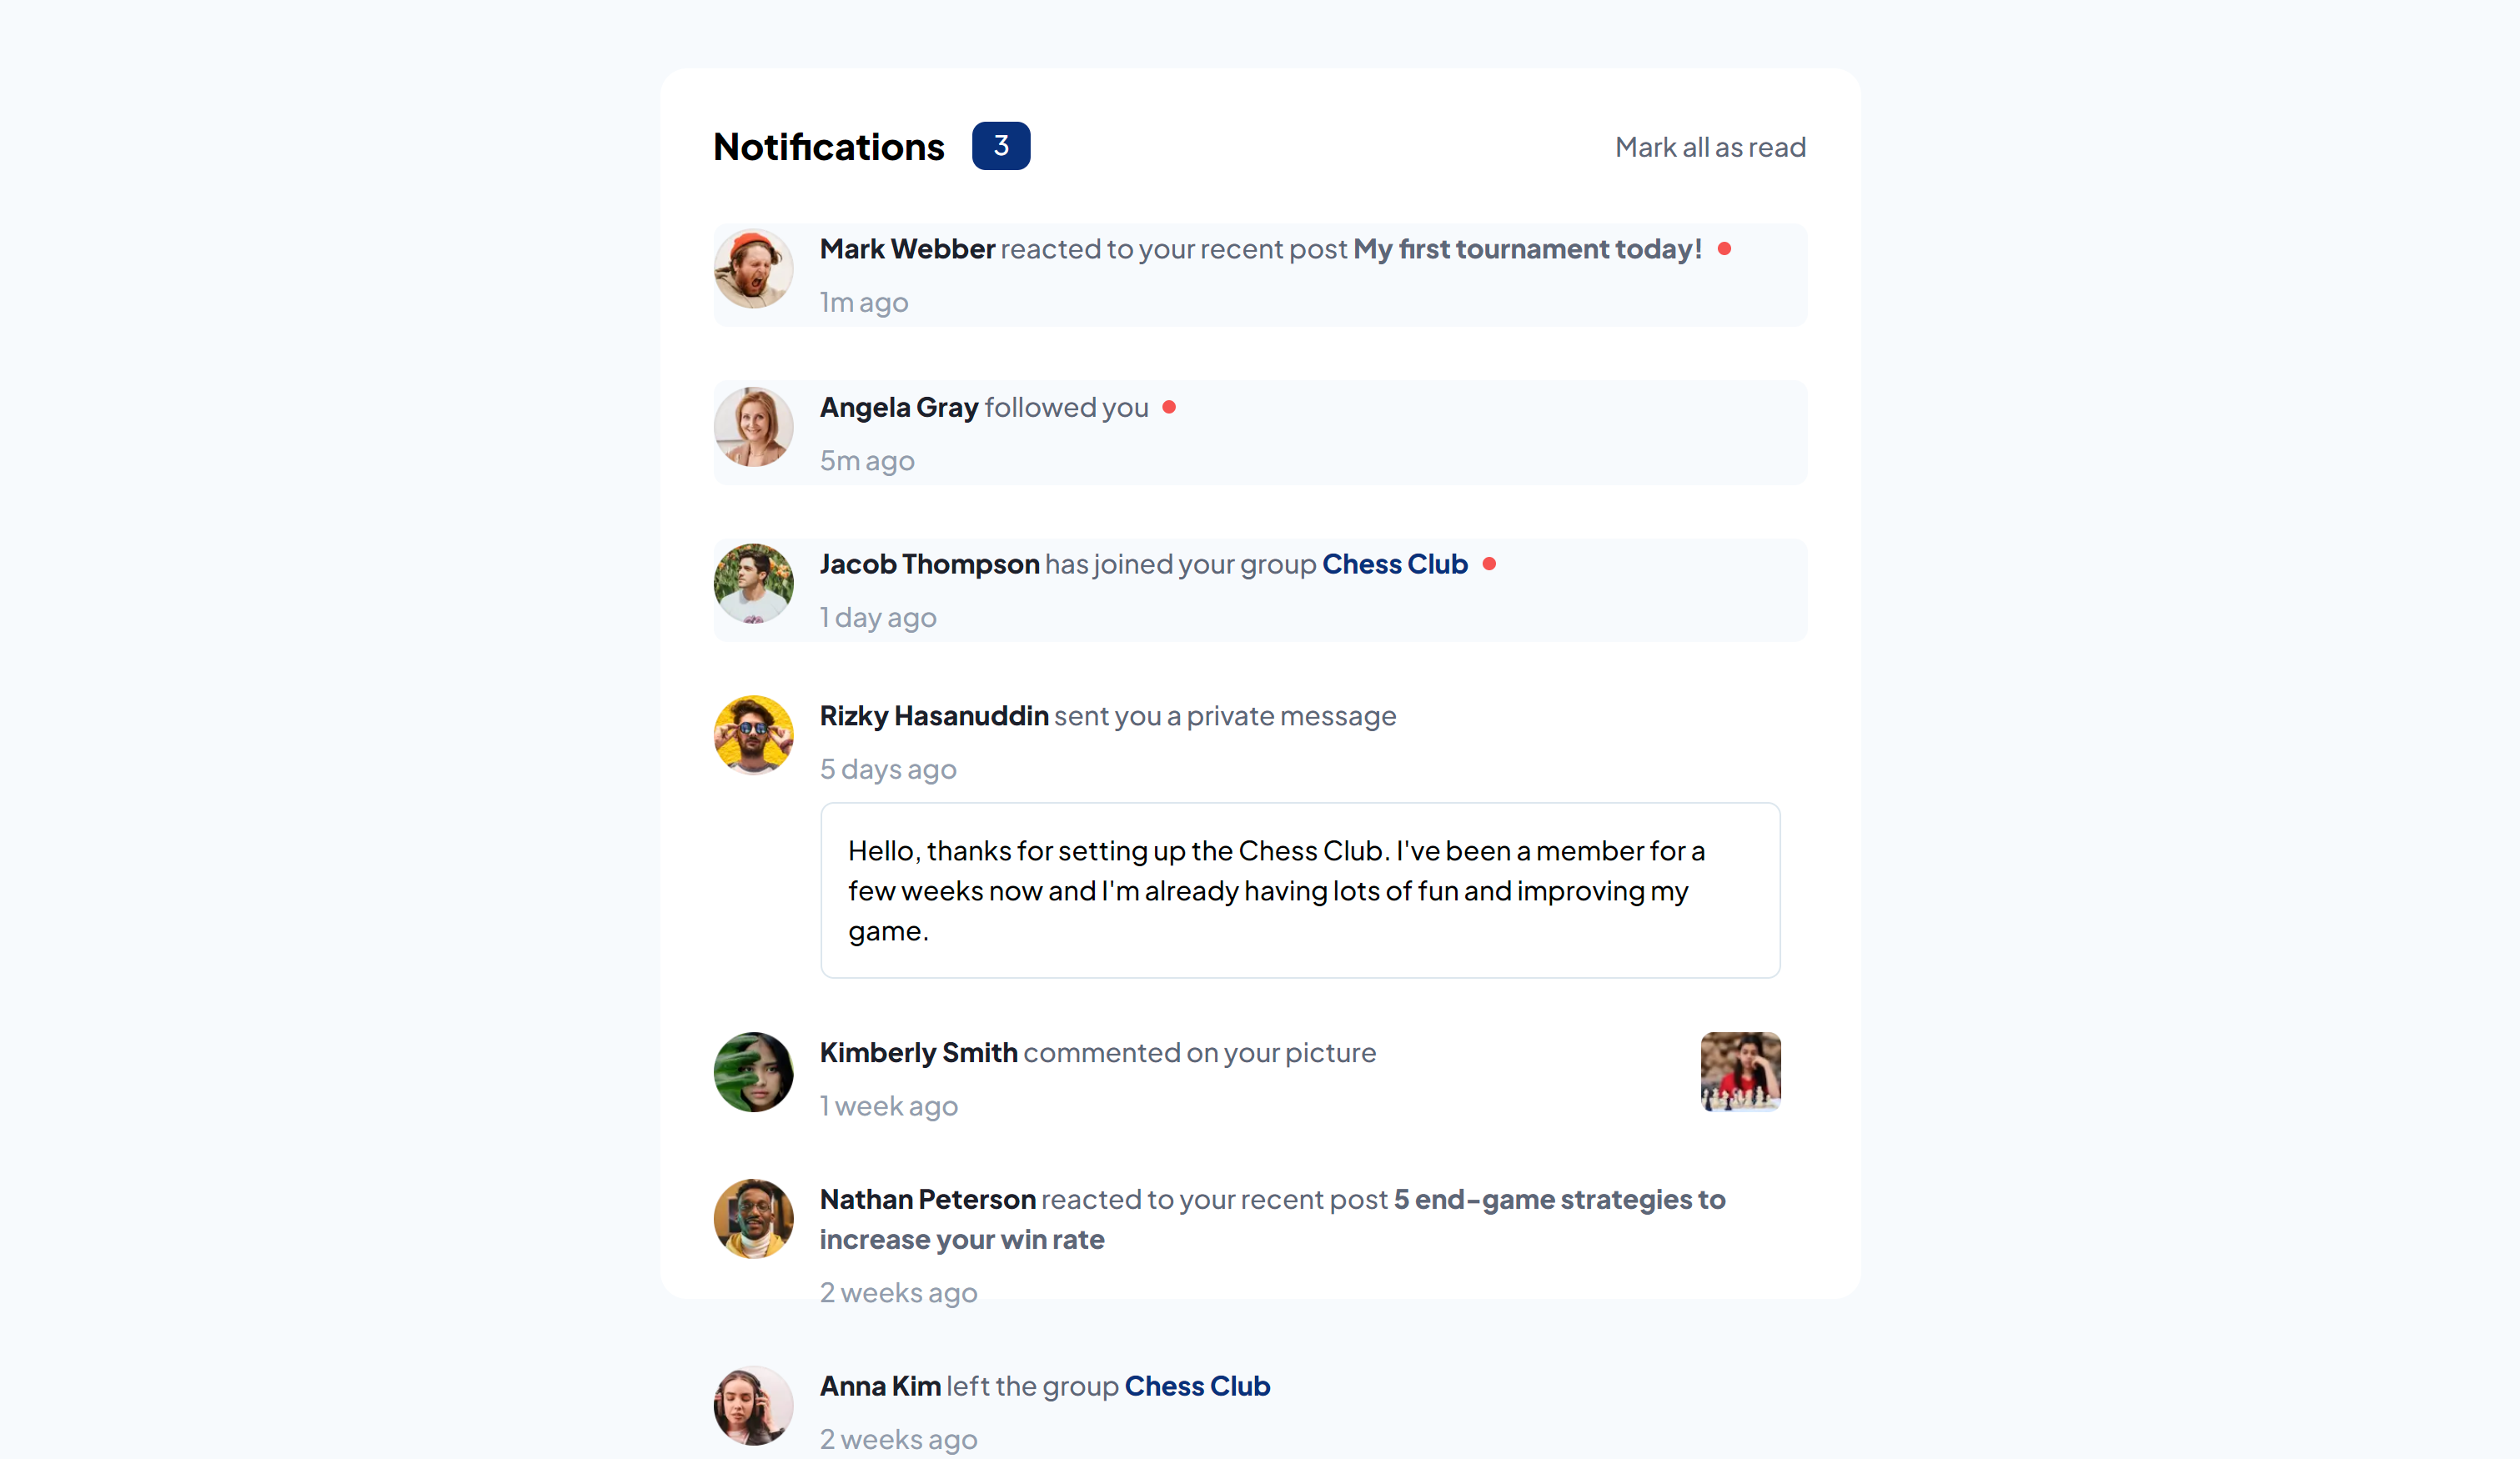 Notifications 3 Mark all as read
Mark Webber reacted to your recent post My first tournament today!
1m ago
Angela Gray followed you
5m ago
Jacob Thompson has joined your group Chess Club
1 day ago
Rizky Hasanuddin sent you a private message
5 days ago
Hello, thanks for setting up the Chess Club. I've been a member for a
few weeks now and I'm already having lots of fun and improving my
game.
Kimberly Smith commented on your picture
1 week ago
Nathan Peterson reacted to your recent post 5 end-game strategies to
increase your win rate
2 weeks ago
Anna Kim left the group Chess Club
2 weeks ago